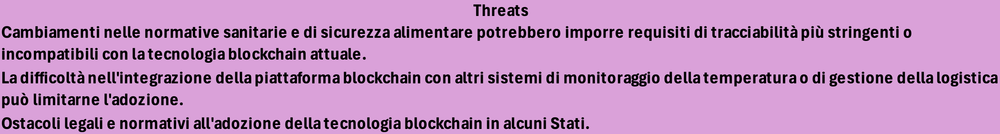 Threats
Cambiamenti nelle normative sanitarie e di sicurezza alimentare potrebbero imporre requisiti di tracciabilità più stringenti o
incompatibili con la tecnologia blockchain attuale.
La difficoltà nell'integrazione della piattaforma blockchain con altri sistemi di monitoraggio della temperatura o di gestione della logistica
può limitarne l'adozione.
Ostacoli legali e normativi all'adozione della tecnologia blockchain in alcuni Stati.